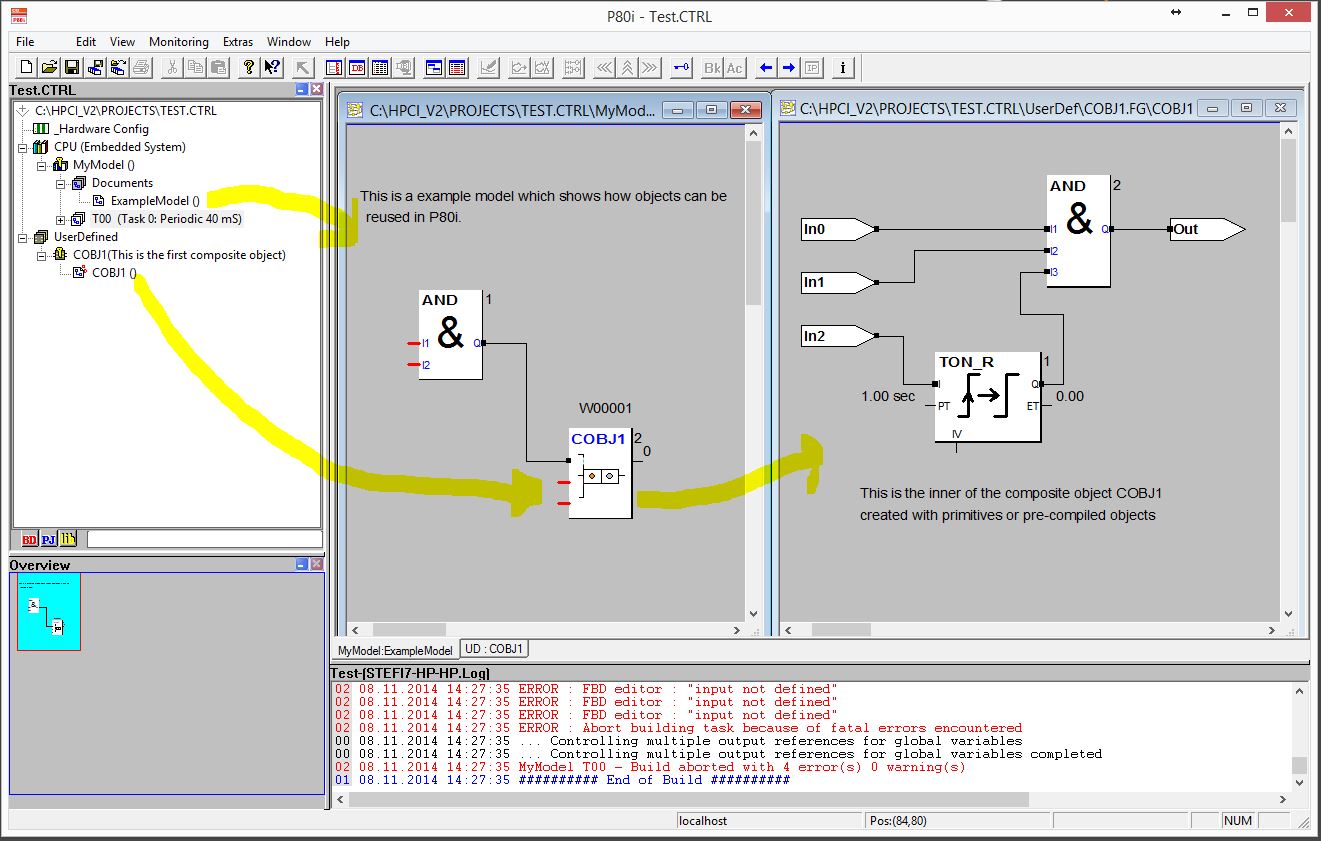 P80i - Test.CTRL
File Edit View Monitoring Extras Window Help
DB
Bk Ac
IP
Test.CTRL
C:\HPCI_V2\PROJECTS\TEST.CTRL
_Hardware Config
CPU (Embedded System)
MyModel ()
Documents
ExampleModel ()
T00 (Task 0: Periodic 40 mS)
UserDefined
COBJ1(This is the first composite object)
COBJ1 ()
BD PJ
Overview
C:\HPCI_V2\PROJECTS\TEST.CTRL\MyMod...
This is a example model which shows how objects can be
reused in P80i.
AND
1
&
I1
Q
I2
W00001
COBJ1
2
0
MyModel:ExampleModel
UD : COBJ1
C:\HPCI_V2\PROJECTS\TEST.CTRL\UserDef\COBJ1.FG\COBJ1
AND
2
&
In0
I1
Q
Out
I2
I3
In1
In2
TON_R
1
I
Q
1.00 sec
PT
ET
0.00
IV
This is the inner of the composite object COBJ1
created with primitives or pre-compiled objects
Test-[STEFI7-HP-HP.Log]
02 08.11.2014 14:27:35 ERROR : FBD editor : "input not defined"
02 08.11.2014 14:27:35 ERROR : FBD editor : "input not defined"
02 08.11.2014 14:27:35 ERROR : FBD editor : "input not defined"
02 08.11.2014 14:27:35 ERROR : Abort building task because of fatal errors encountered
00 08.11.2014 14:27:35 ... Controlling multiple output references for global variables
00 08.11.2014 14:27:35 ... Controlling multiple output references for global variables completed
02 08.11.2014 14:27:35 MyModel T00 - Build aborted with 4 error(s) 0 warning(s)
01 08.11.2014 14:27:35 ########## End of Build ##########
localhost
Pos:(84,80)
NUM